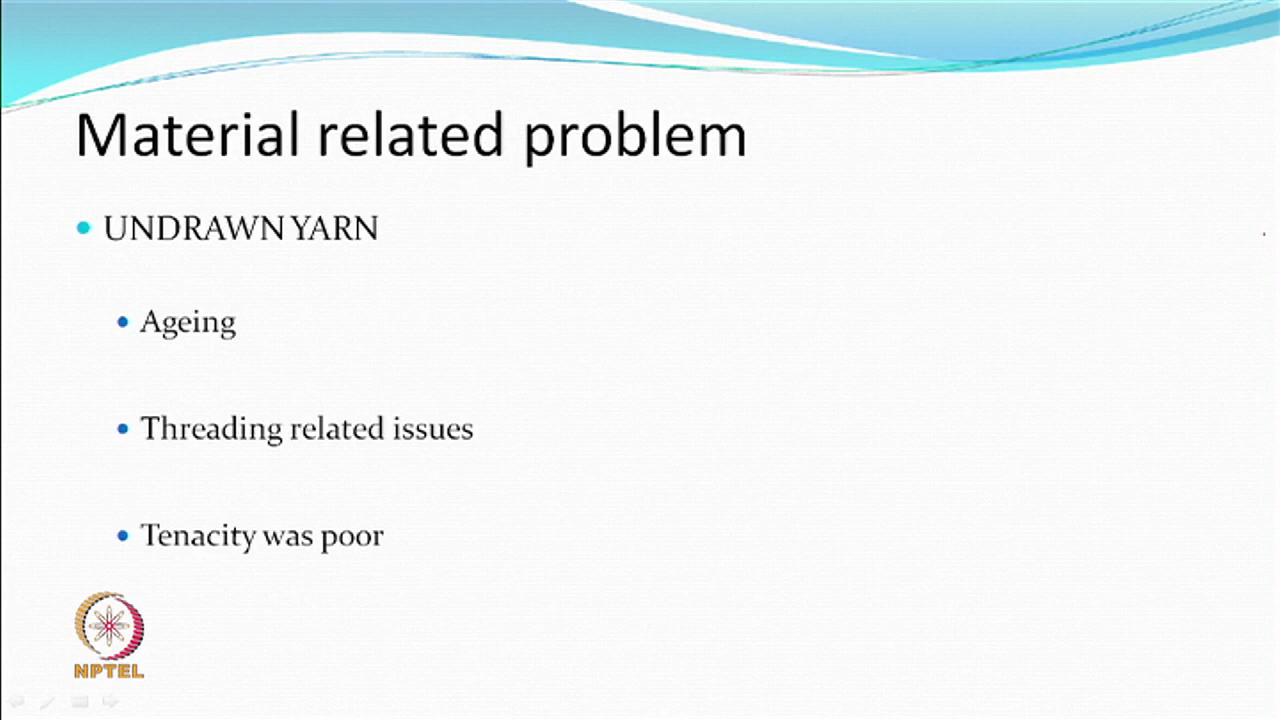 Material related problem
UNDRAWN YARN
Ageing
Threading related issues
Tenacity was poor
NPTEL